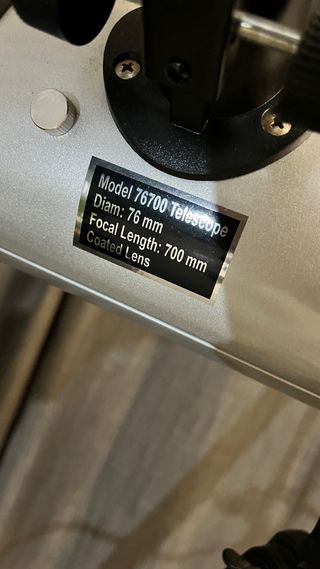 Model 76700 Telescope
Diam: 76 mm
Focal Length: 700 mm
Coated Lens